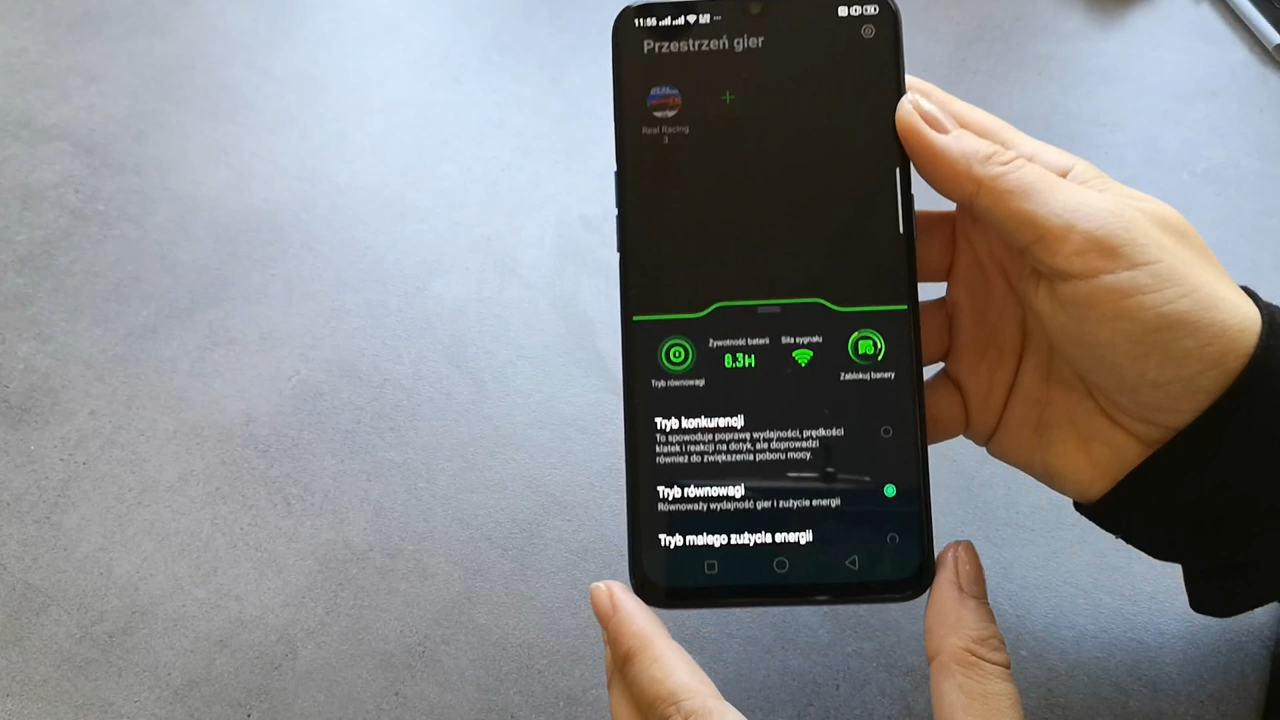 11:55
Przestrzeń gier
Real Racing
3
Żywotność baterii
Siła sygnału
8.3H
Tryb równowagi
Zablokuj banery
Tryb konkurencji
To spowoduje poprawę wydajności, prędkości
klatek i reakcji na dotyk, ale doprowadzi
również do zwiększenia poboru mocy.
Tryb równowagi
Równoważy wydajność gier i zużycie energii
Tryb małego zużycia energii